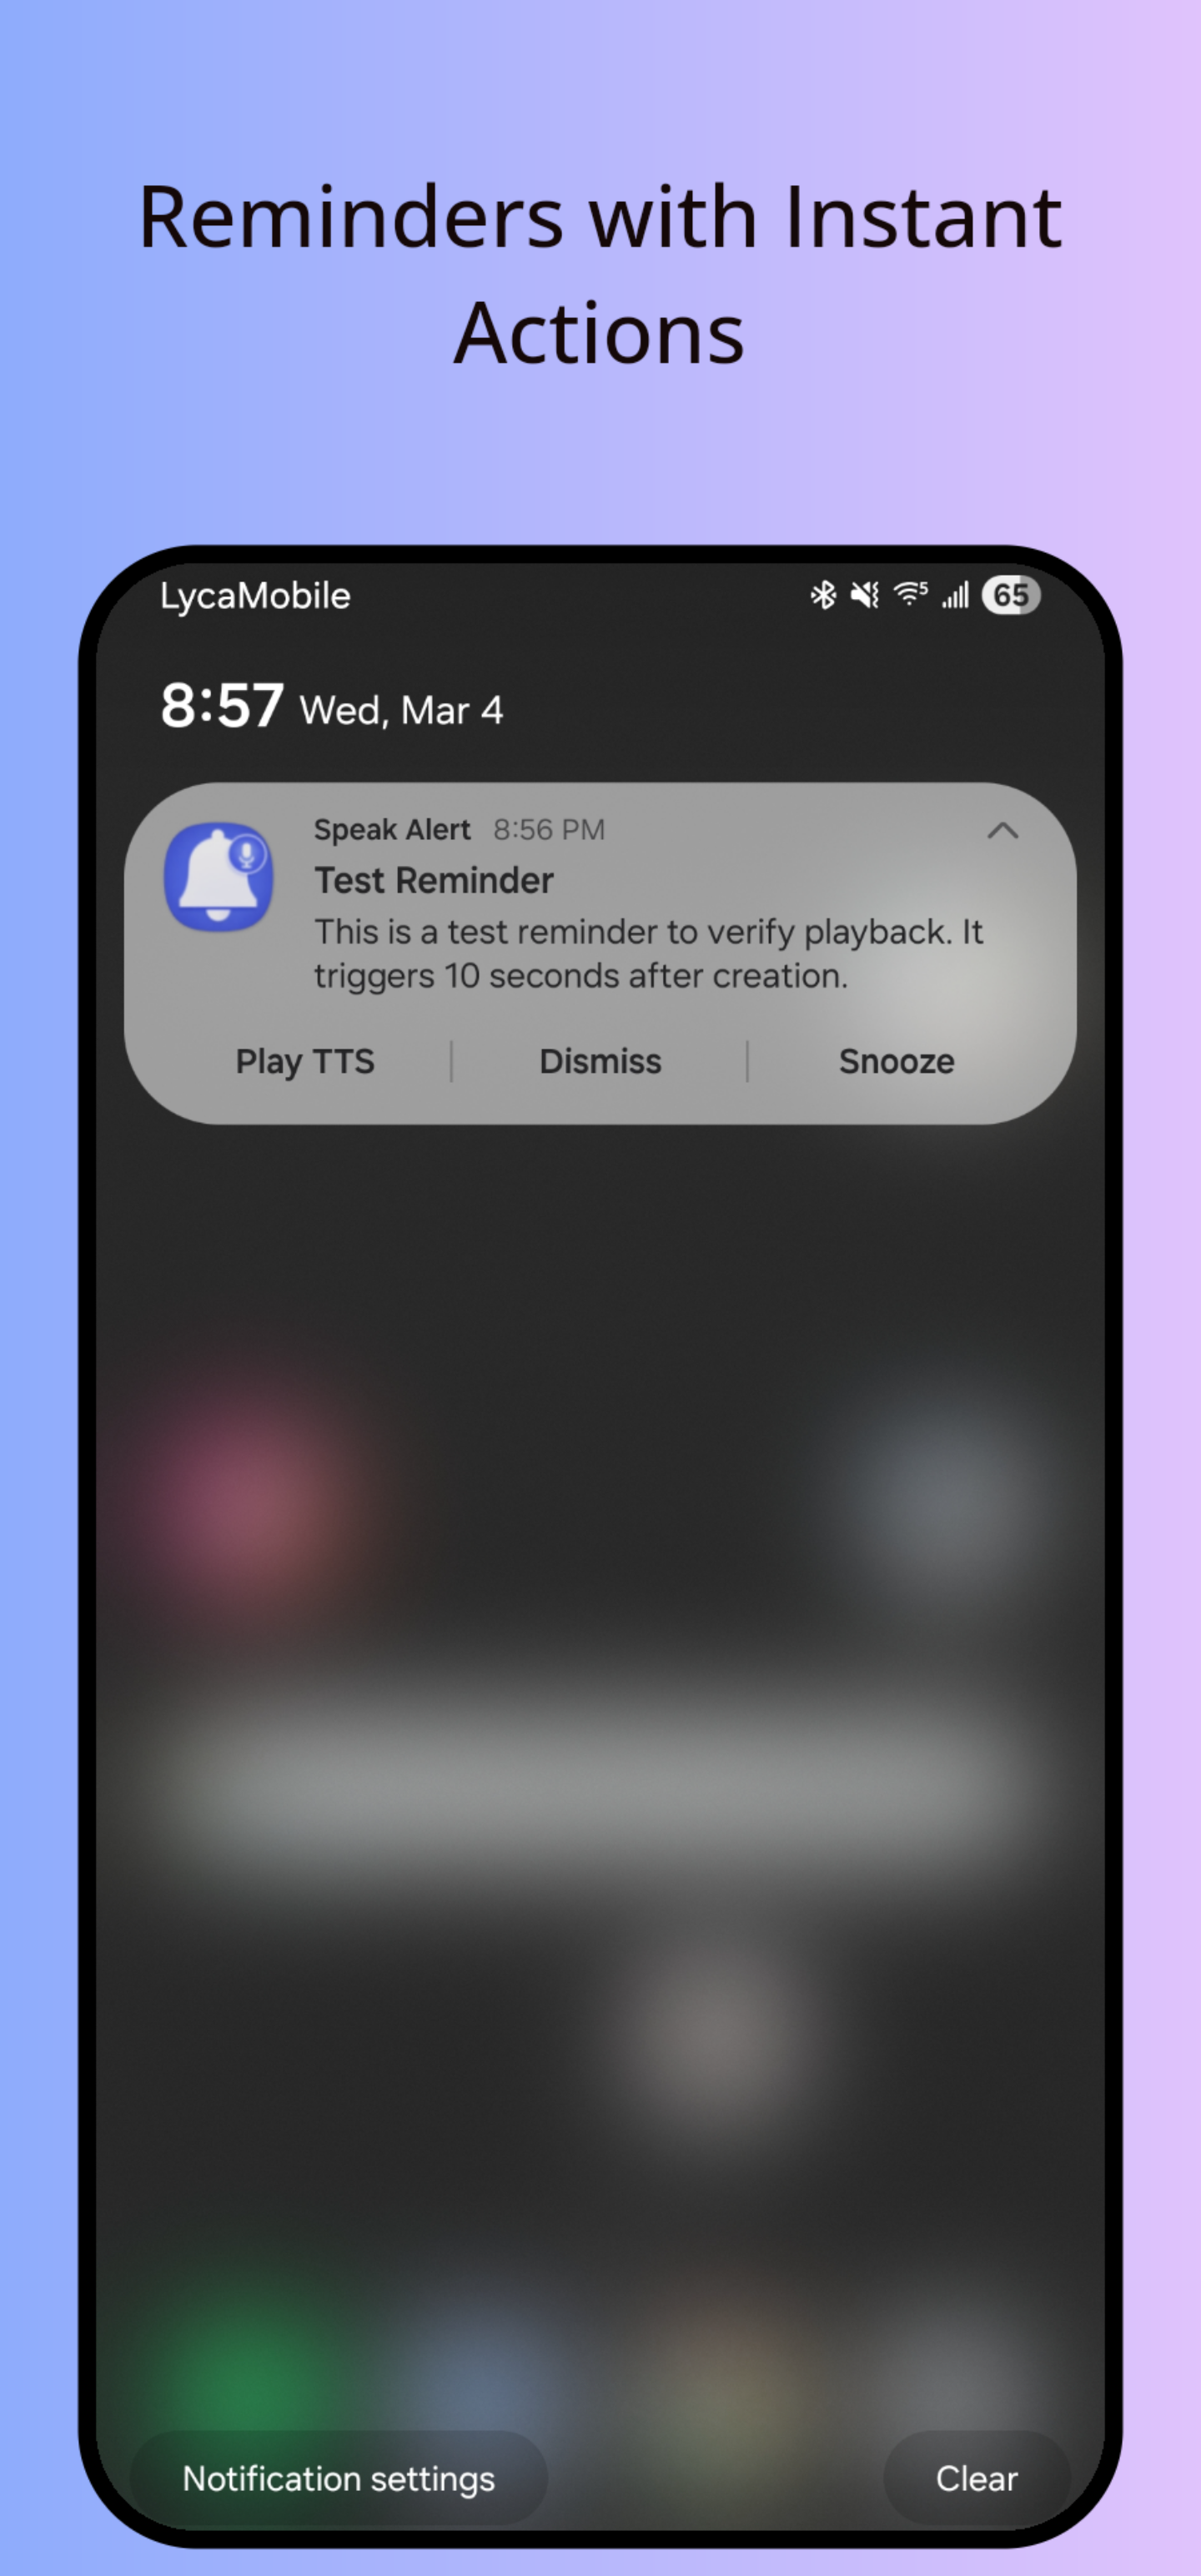 Reminders with Instant
Actions
LycaMobile 5 65
8:57 Wed, Mar 4
Speak Alert 8:56 PM
Test Reminder
This is a test reminder to verify playback. It
triggers 10 seconds after creation.
Play TTS Dismiss Snooze
Notification settings Clear